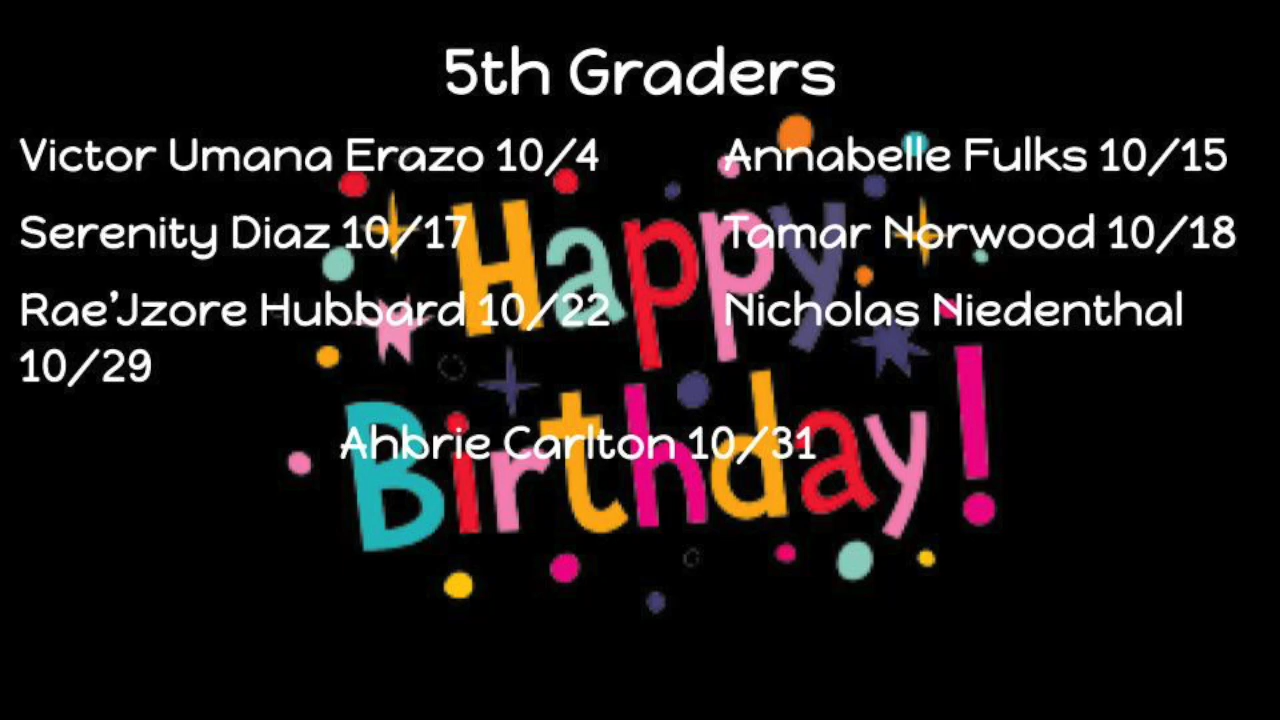 5th Graders
Victor Umana Erazo 10/4 Annabelle Fulks 10/15
Serenity Diaz 10/17 Tamar Norwood 10/18
Rae'Jzore Hubbard 10/22 Nicholas Niedenthal
10/29
Ahbrie Carlton 10/31
Happy
Birthday!